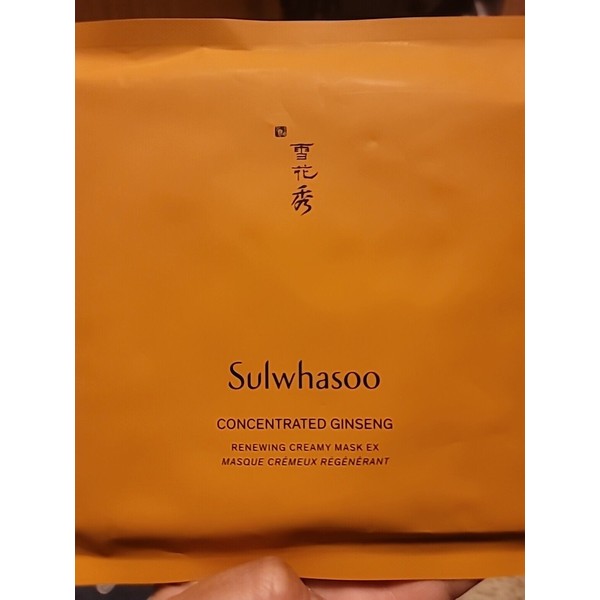 雪
花
秀
Sulwhasoo
CONCENTRATED GINSENG
RENEWING CREAMY MASK EX
MASQUE CRÉMEUX RÉGÉNÉRANT